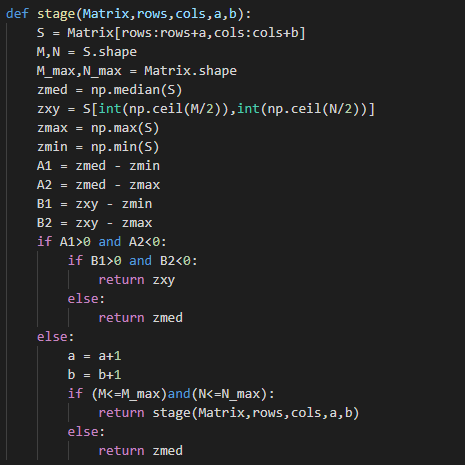 def stage(Matrix,rows,cols,a,b):
    S = Matrix[rows:rows+a,cols:cols+b]
    M,N = S.shape
    M_max,N_max = Matrix.shape
    zmed = np.median(S)
    zxy = S[int(np.ceil(M/2)),int(np.ceil(N/2))]
    zmax = np.max(S)
    zmin = np.min(S)
    A1 = zmed - zmin
    A2 = zmed - zmax
    B1 = zxy - zmin
    B2 = zxy - zmax
    if A1>0 and A2<0:
        if B1>0 and B2<0:
            return zxy
        else:
            return zmed
    else:
        a = a+1
        b = b+1
        if (M<=M_max)and(N<=N_max):
            return stage(Matrix,rows,cols,a,b)
        else:
            return zmed